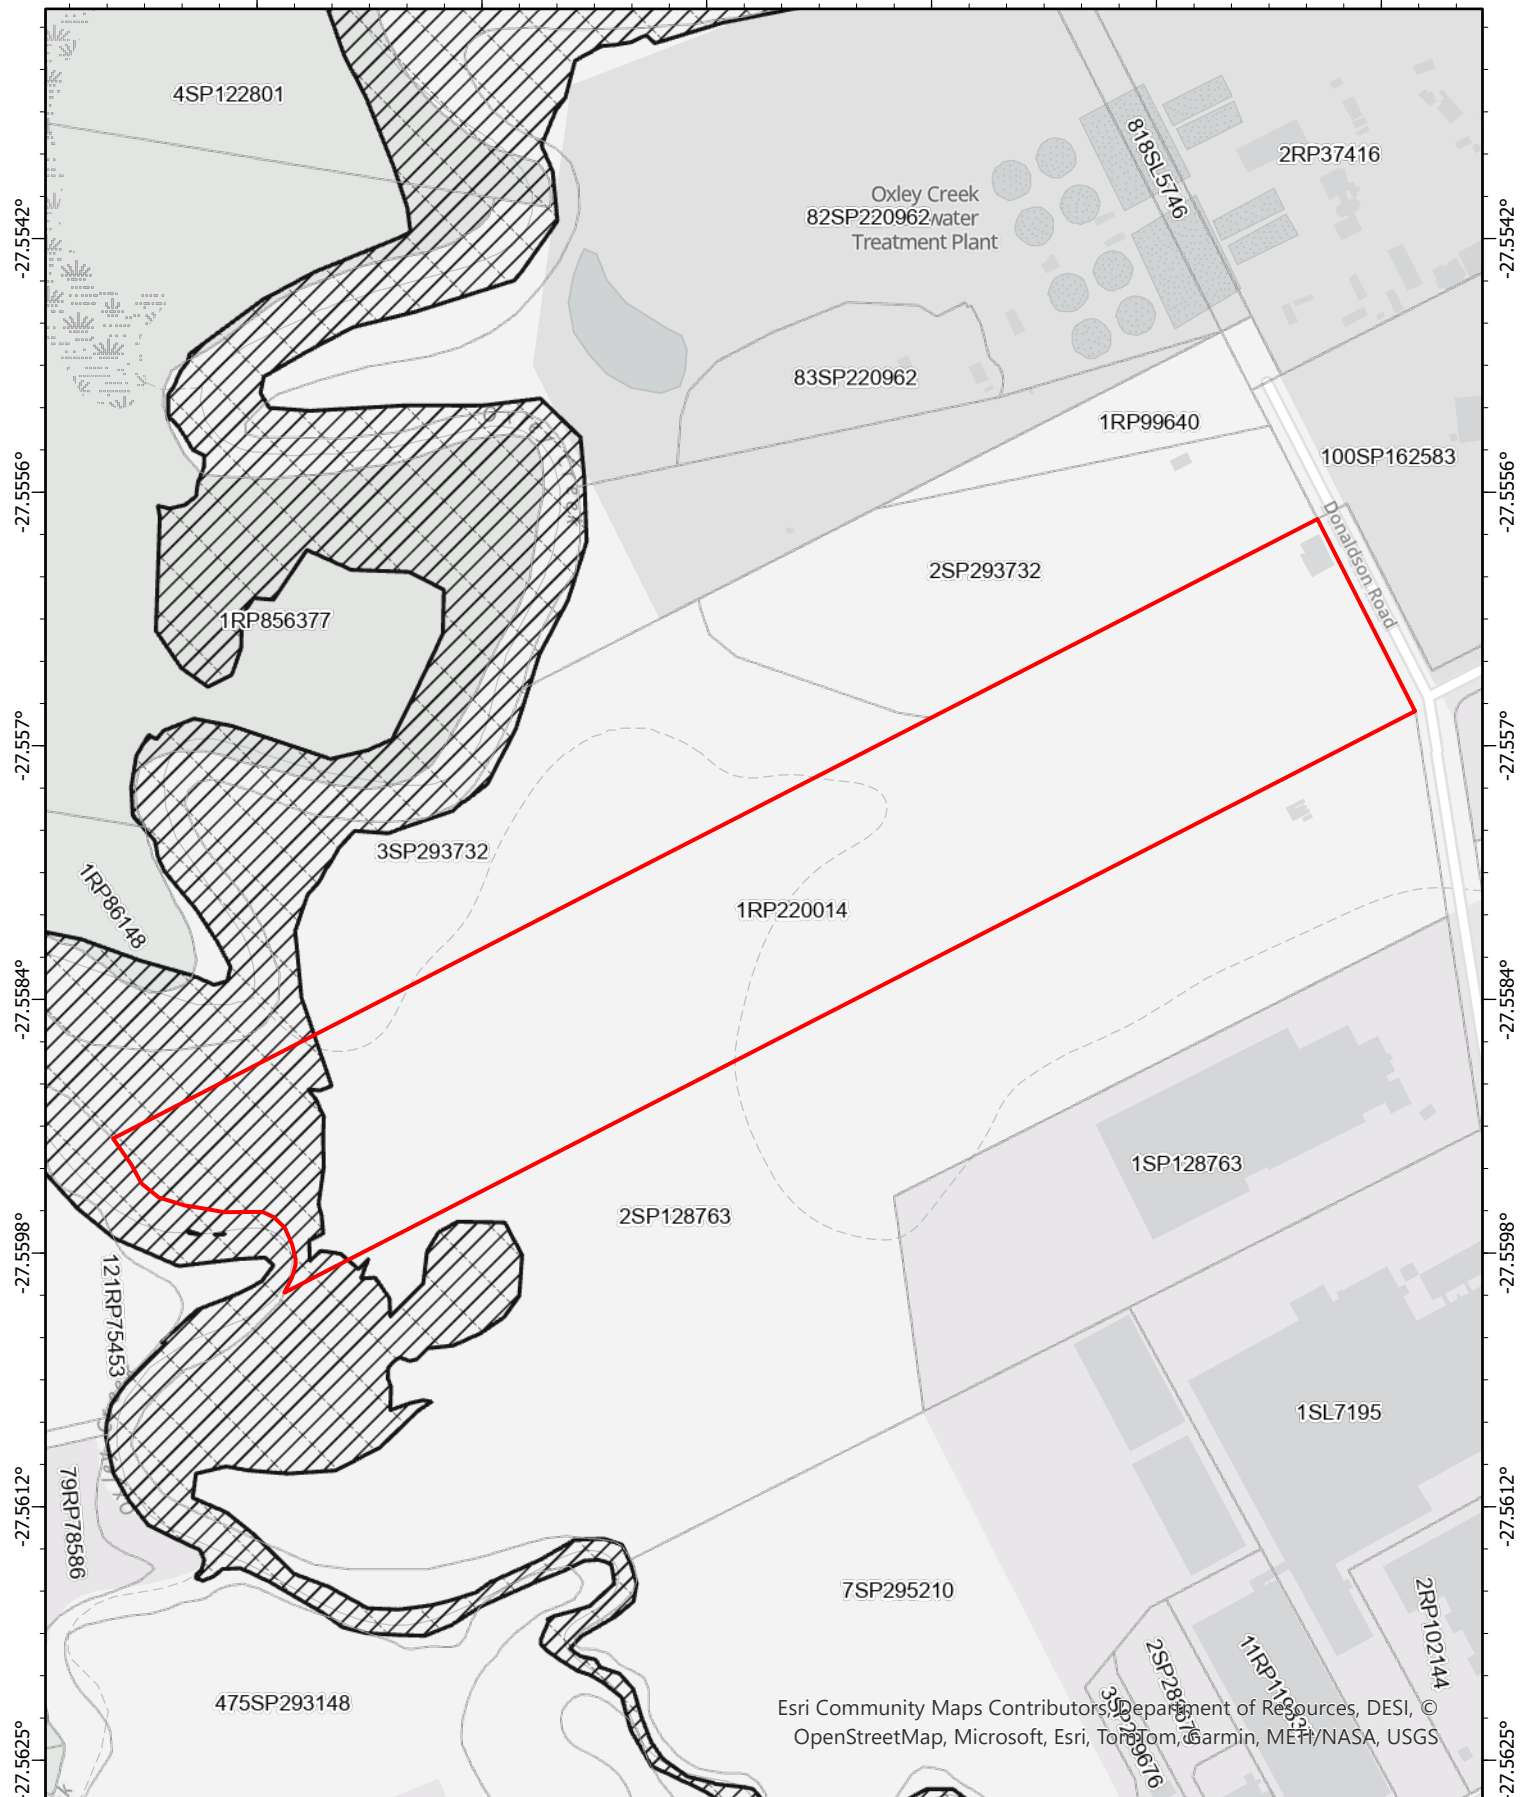 4SP122801
818SL5746
2RP37416
Oxley Creek
82SP220962water
Treatment Plant
83SP220962
1RP99640
100SP162583
Donaldson Road
2SP293732
1RP856377
3SP293732
1RP86148
1RP220014
1SP128763
2SP128763
121RP75453
1SL7195
79RP78586
7SP295210
2RP102144
475SP293148
Esri Community Maps Contributors, Department of Resources, DESI, ©
OpenStreetMap, Microsoft, Esri, TomTom, Garmin, METI/NASA, USGS
-27.5542°
-27.5556°
-27.557°
-27.5584°
-27.5598°
-27.5612°
-27.5625°
-27.5542°
-27.5556°
-27.557°
-27.5584°
-27.5598°
-27.5612°
-27.5625°